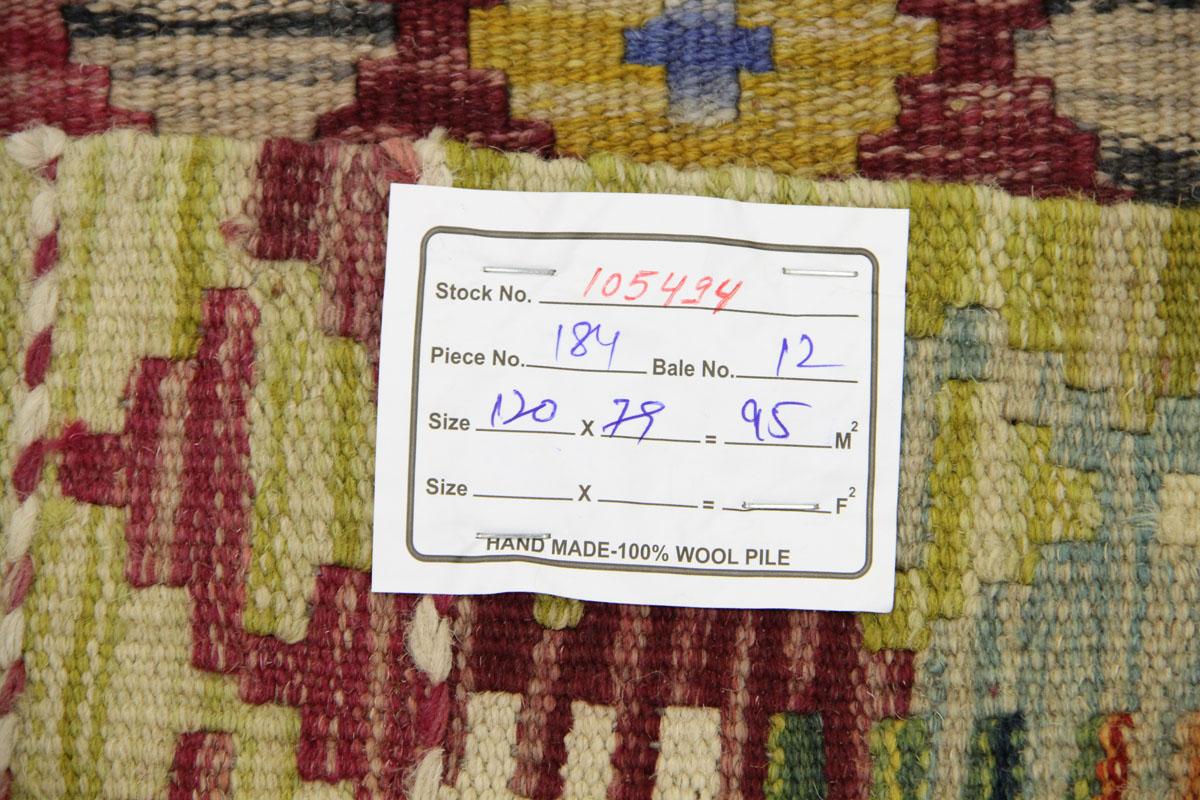 Stock No. 105494
Piece No. 184 Bale No. 12
Size 120 X 79 = 95 M²
Size X = F²
HAND MADE-100% WOOL PILE